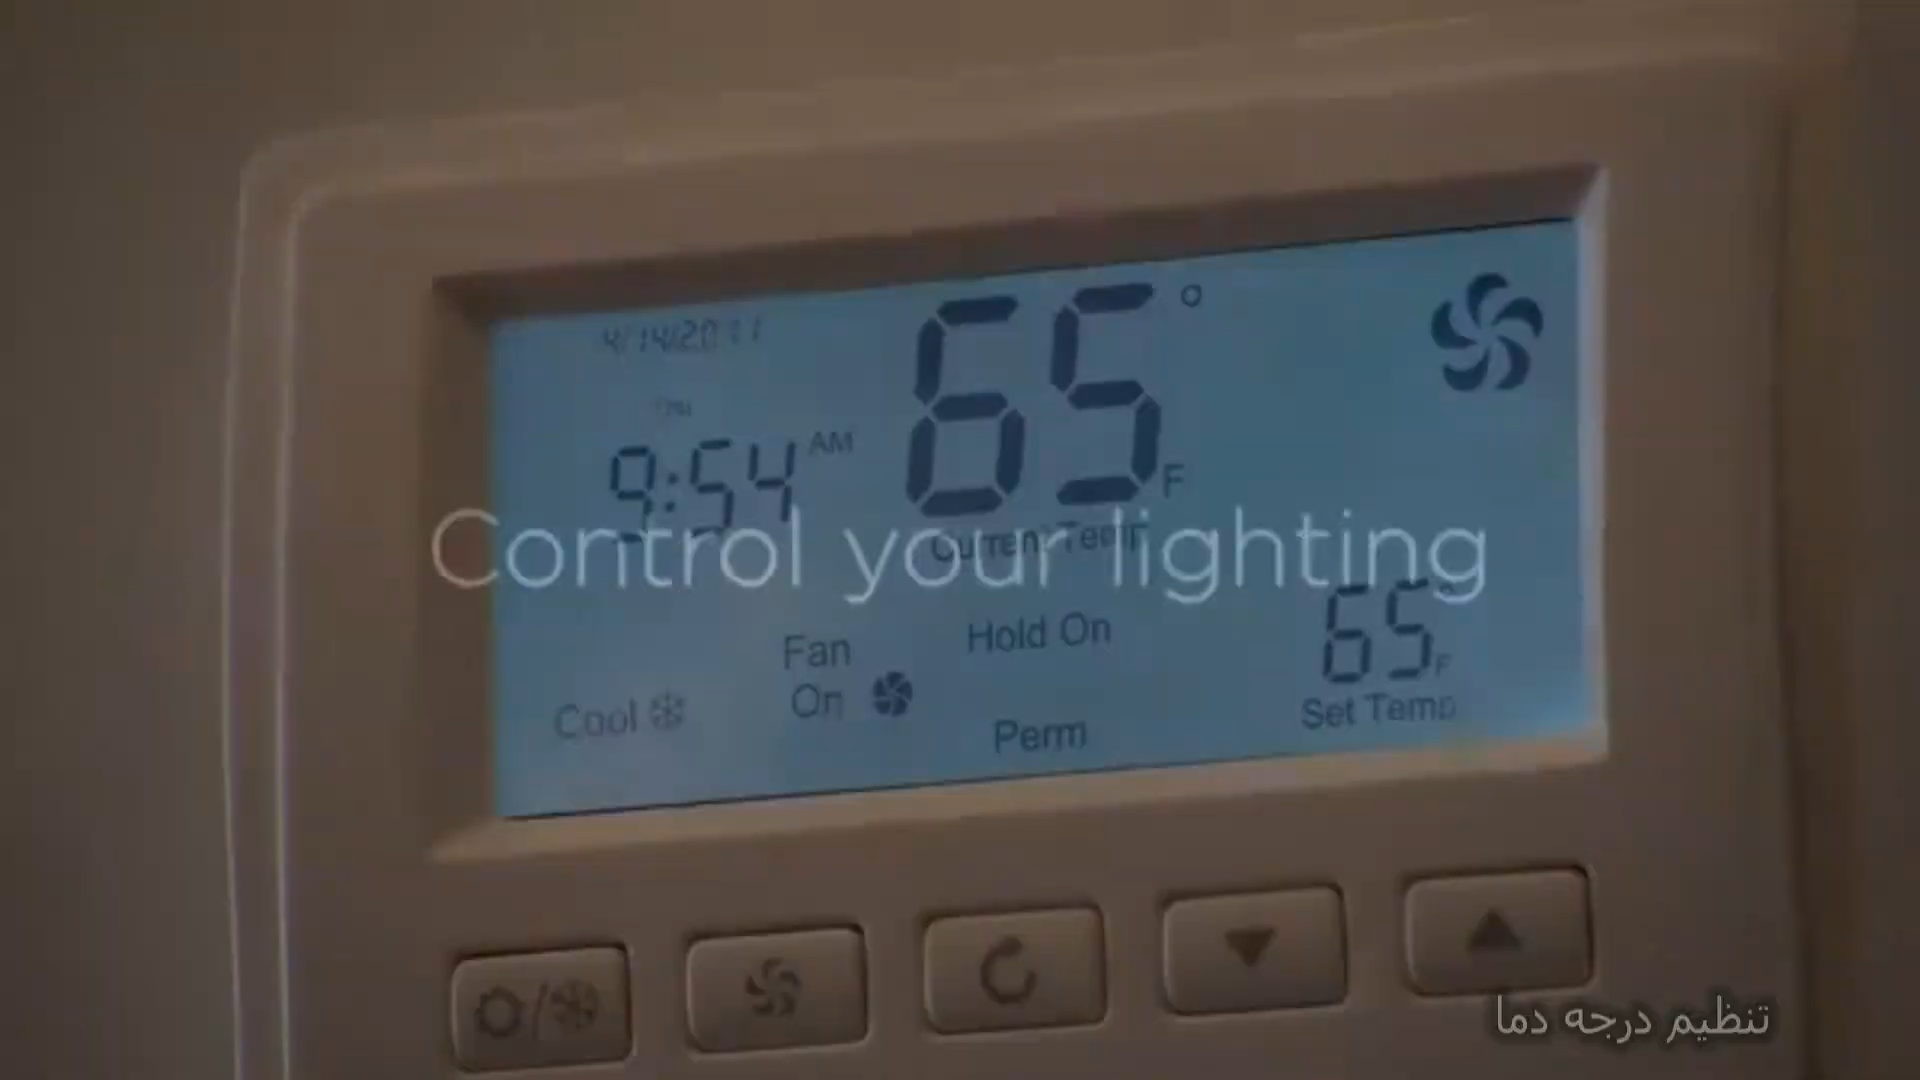 4/14/2011
Thu
9:54 AM
65° F
Current Temp
Control your lighting
Hold On
Fan
On
65° F
Set Temp
Cool
Perm
تنظیم درجه دما